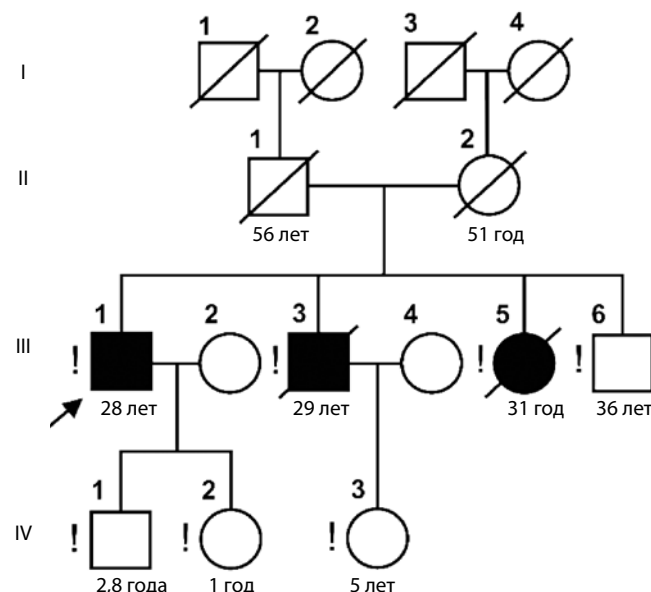 1 2 3 4
I
1 2
II
56 лет 51 год
1 2 3 4 5 6
III
! ! ! !
28 лет 29 лет 31 год 36 лет
1 2 3
IV
! ! !
2,8 года 1 год 5 лет